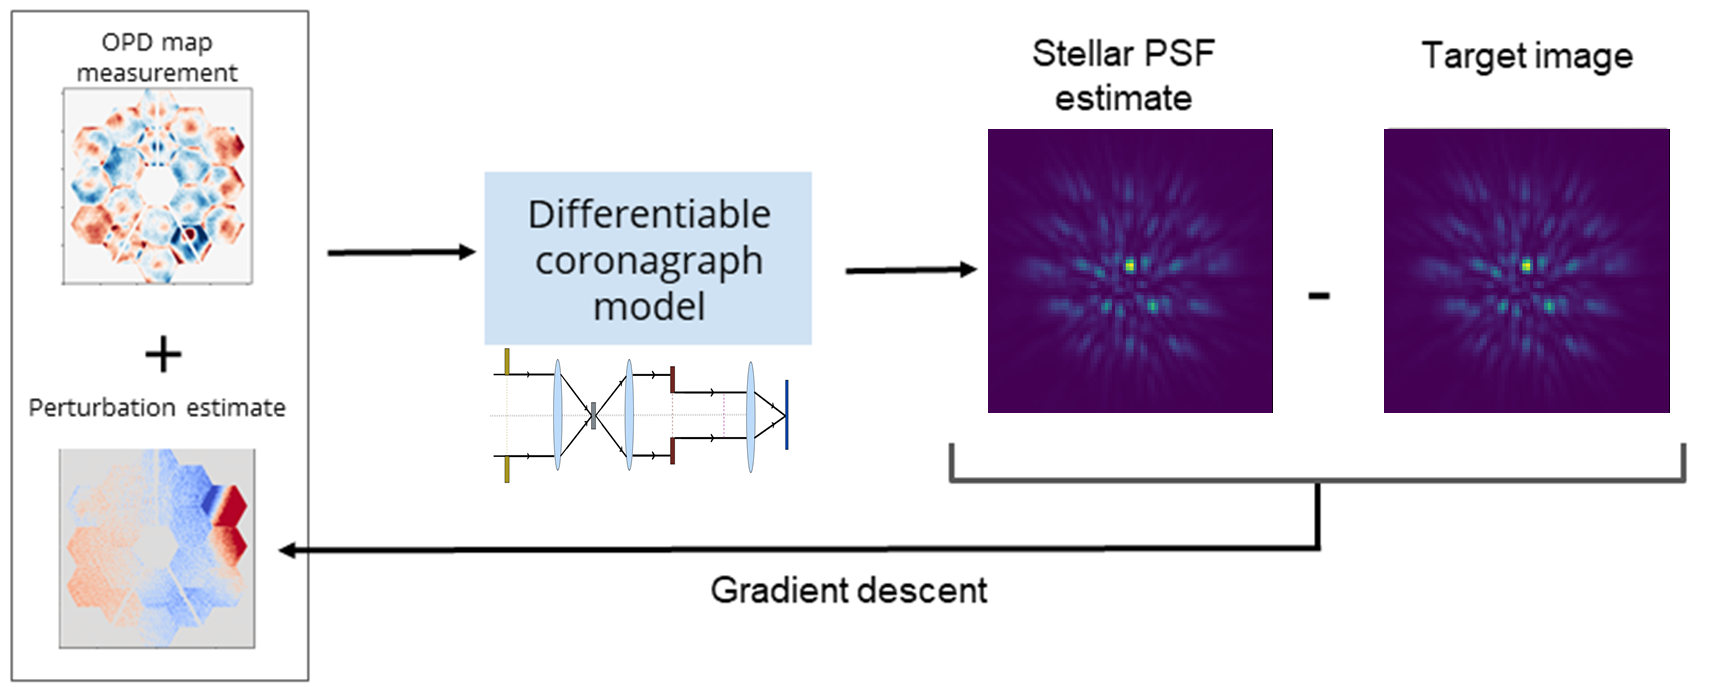 OPD map
measurement
+
Perturbation estimate
Differentiable
coronagraph
model
Stellar PSF
estimate
-
Target image
Gradient descent